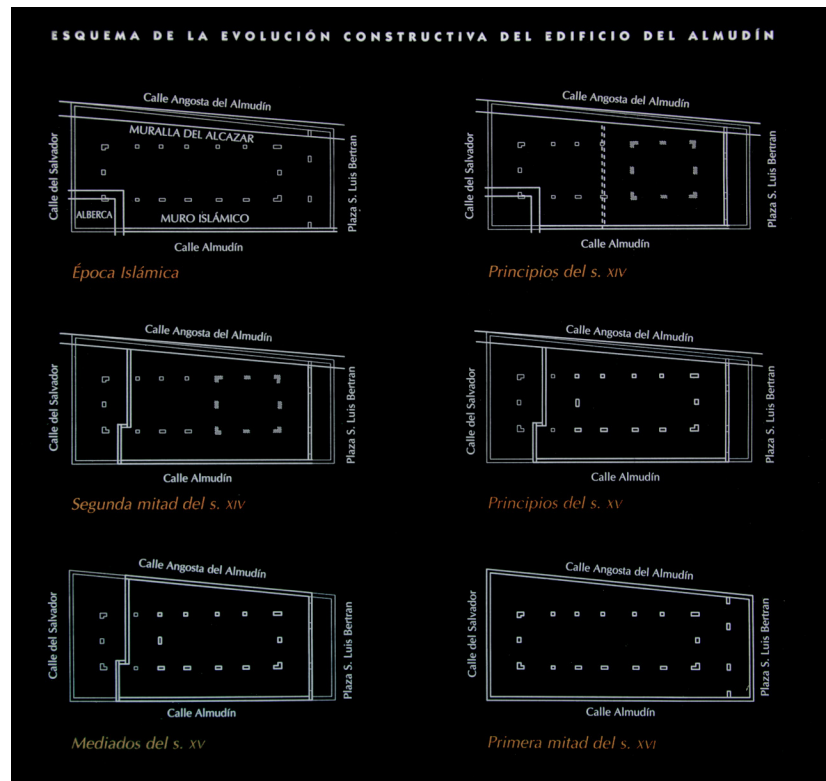 ESQUEMA DE LA EVOLUCIÓN CONSTRUCTIVA DEL EDIFICIO DEL ALMUDÍN
Calle Angosta del Almudín
MURALLA DEL ALCAZAR
Calle del Salvador
Plaza S. Luis Bertran
ALBERCA
MURO ISLÁMICO
Calle Almudín
Época Islámica
Calle Angosta del Almudín
Calle del Salvador
Plaza S. Luis Bertran
Calle Almudín
Principios del s. XIV
Calle Angosta del Almudín
Calle del Salvador
Plaza S. Luis Bertran
Calle Almudín
Segunda mitad del s. XIV
Calle Angosta del Almudín
Calle del Salvador
Plaza S. Luis Bertran
Calle Almudín
Principios del s. XV
Calle Angosta del Almudín
Calle del Salvador
Plaza S. Luis Bertran
Calle Almudín
Mediados del s. XV
Calle Angosta del Almudín
Calle del Salvador
Plaza S. Luis Bertran
Calle Almudín
Primera mitad del s. XVI